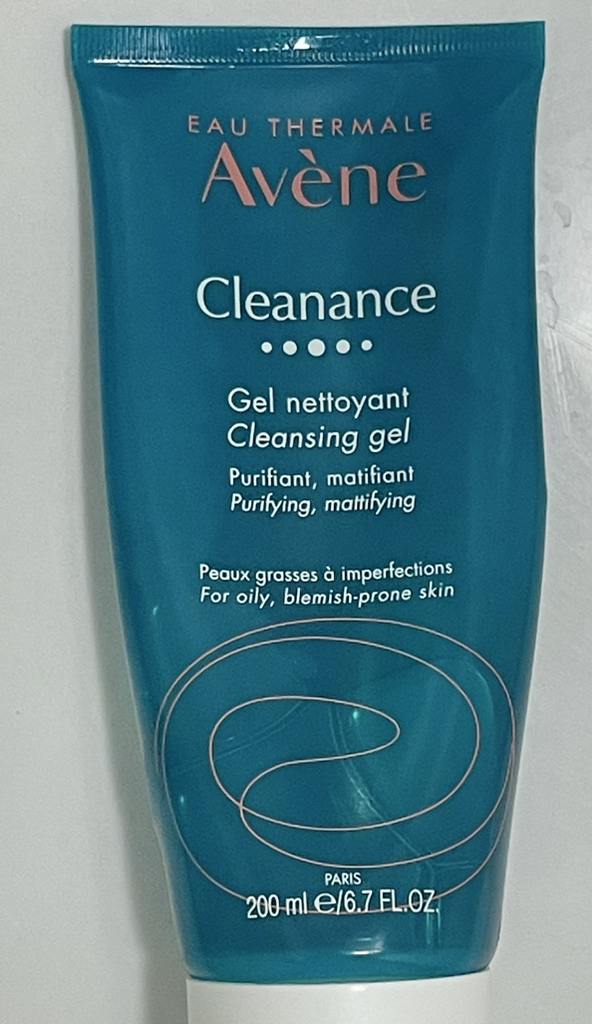 EAU THERMALE
Avène
Cleanance
Gel nettoyant
Cleansing gel
Purifiant, matifiant
Purifying, mattifying
Peaux grasses à imperfections
For oily, blemish-prone skin
PARIS
200 ml ℮/6.7 FL.OZ.